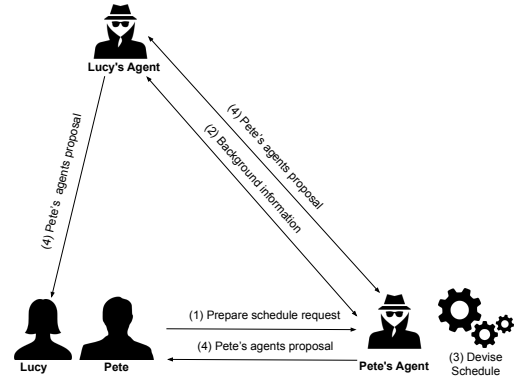 Lucy's Agent
(4) Pete's agents proposal
(2) Background information
(4) Pete's agents proposal
(1) Prepare schedule request
(4) Pete's agents proposal
Lucy
Pete
Pete's Agent
(3) Devise
Schedule